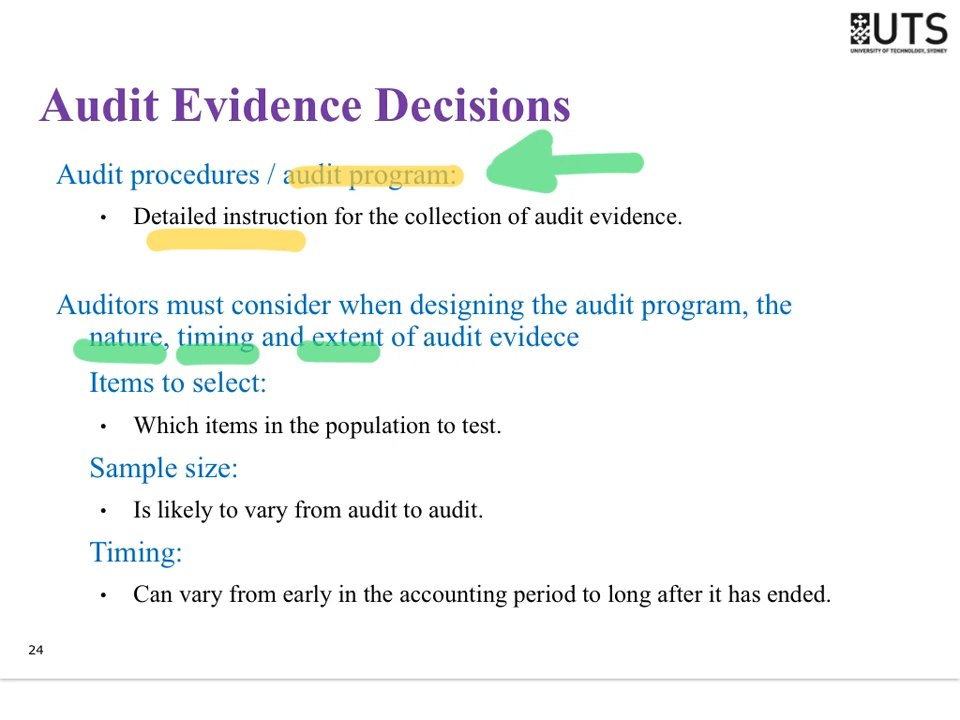 UTS
UNIVERSITY OF TECHNOLOGY, SYDNEY
Audit Evidence Decisions
Audit procedures / audit program:
• Detailed instruction for the collection of audit evidence.
Auditors must consider when designing the audit program, the
nature, timing and extent of audit evidece
Items to select:
• Which items in the population to test.
Sample size:
• Is likely to vary from audit to audit.
Timing:
• Can vary from early in the accounting period to long after it has ended.
24